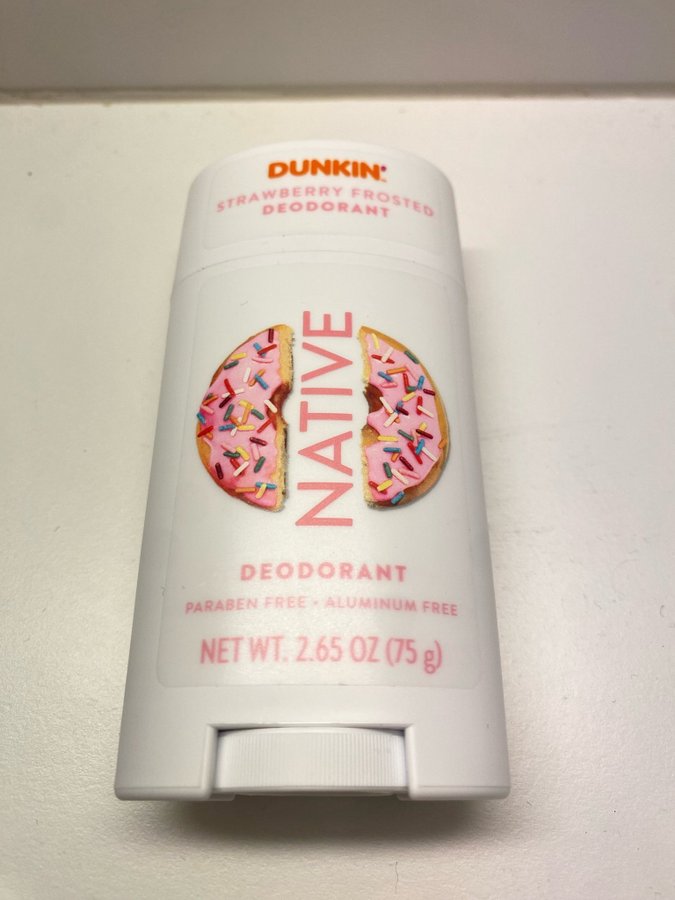 DUNKIN'
STRAWBERRY FROSTED
DEODORANT
NATIVE
DEODORANT
PARABEN FREE • ALUMINUM FREE
NET WT. 2.65 OZ (75 g)